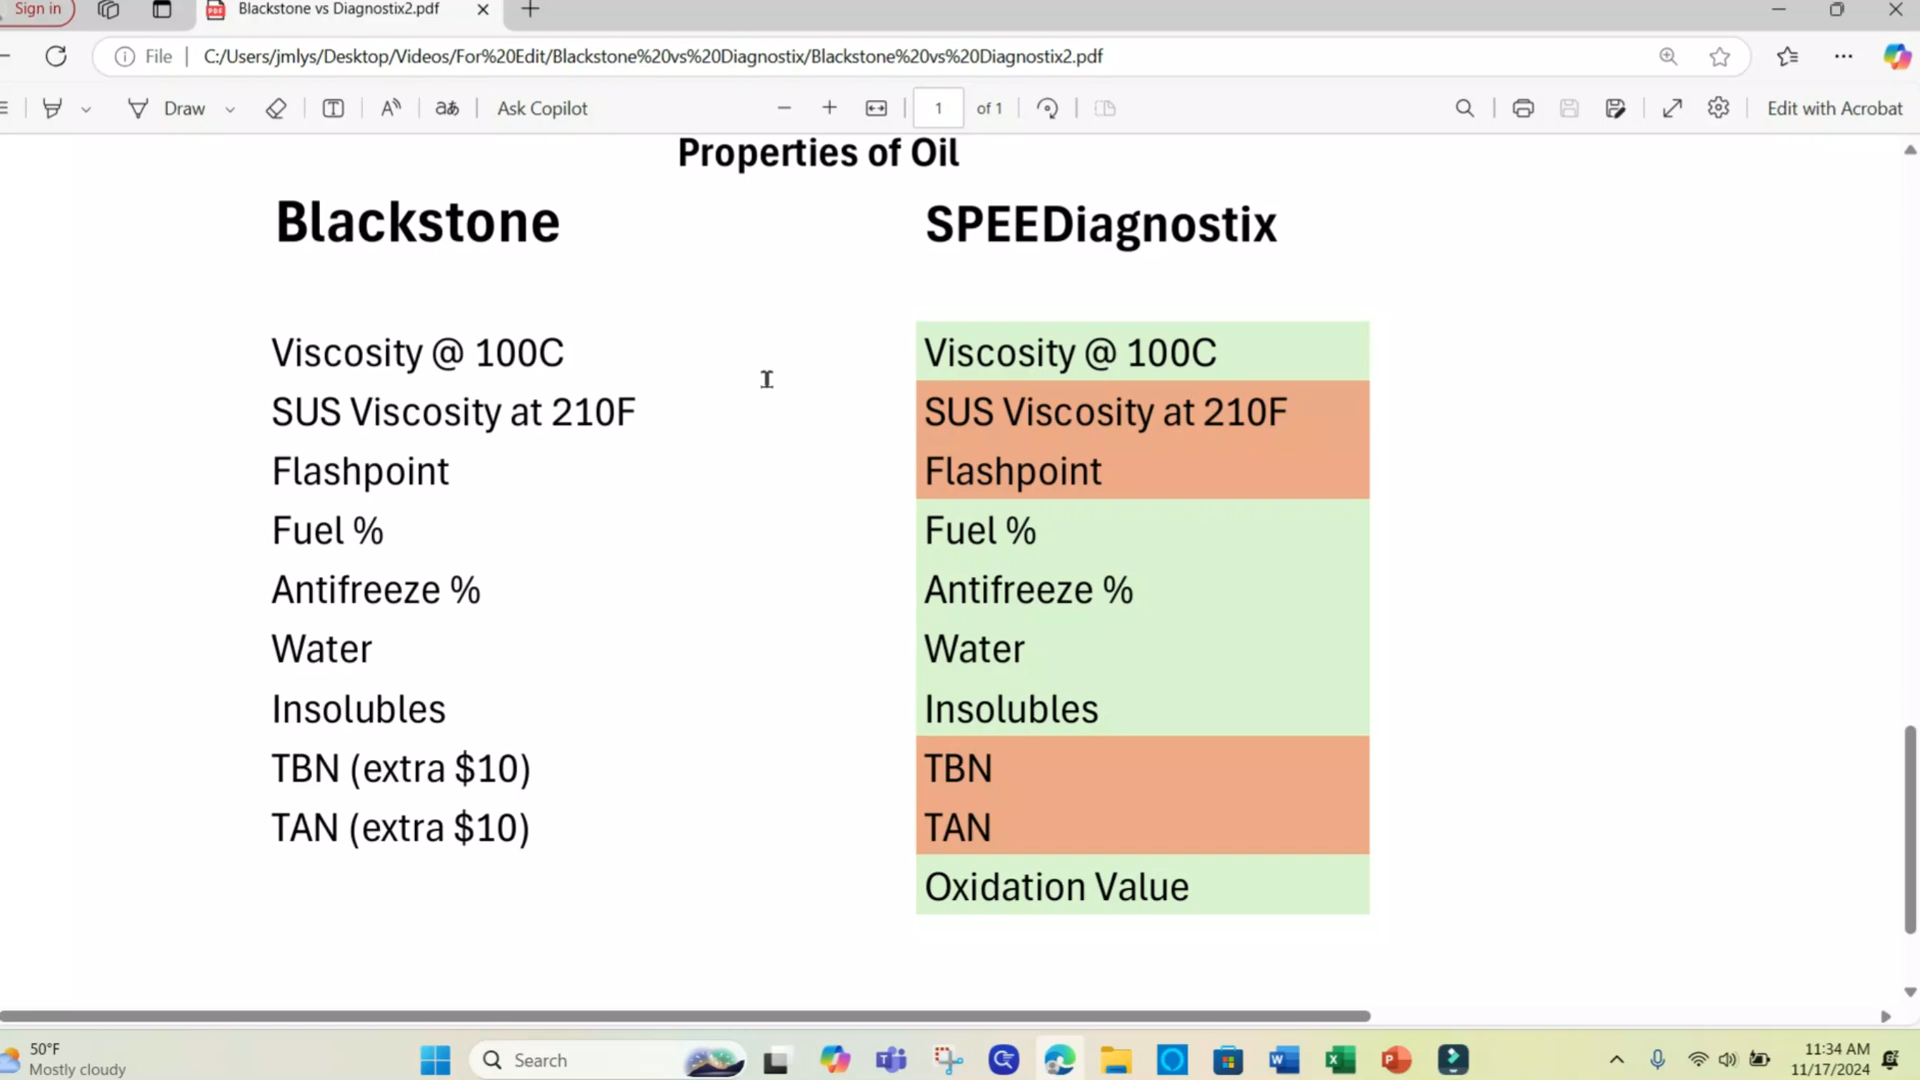 Sign in
Blackstone vs Diagnostix2.pdf
File
C:/Users/jmlys/Desktop/Videos/For%20Edit/Blackstone%20vs%20Diagnostix/Blackstone%20vs%20Diagnostix2.pdf
Draw
Ask Copilot
1 of 1
Edit with Acrobat
Properties of Oil
Blackstone
Viscosity @ 100C
SUS Viscosity at 210F
Flashpoint
Fuel %
Antifreeze %
Water
Insolubles
TBN (extra $10)
TAN (extra $10)
SPEEDiagnostix
Viscosity @ 100C
SUS Viscosity at 210F
Flashpoint
Fuel %
Antifreeze %
Water
Insolubles
TBN
TAN
Oxidation Value
50°F
Mostly cloudy
Search
11:34 AM
11/17/2024